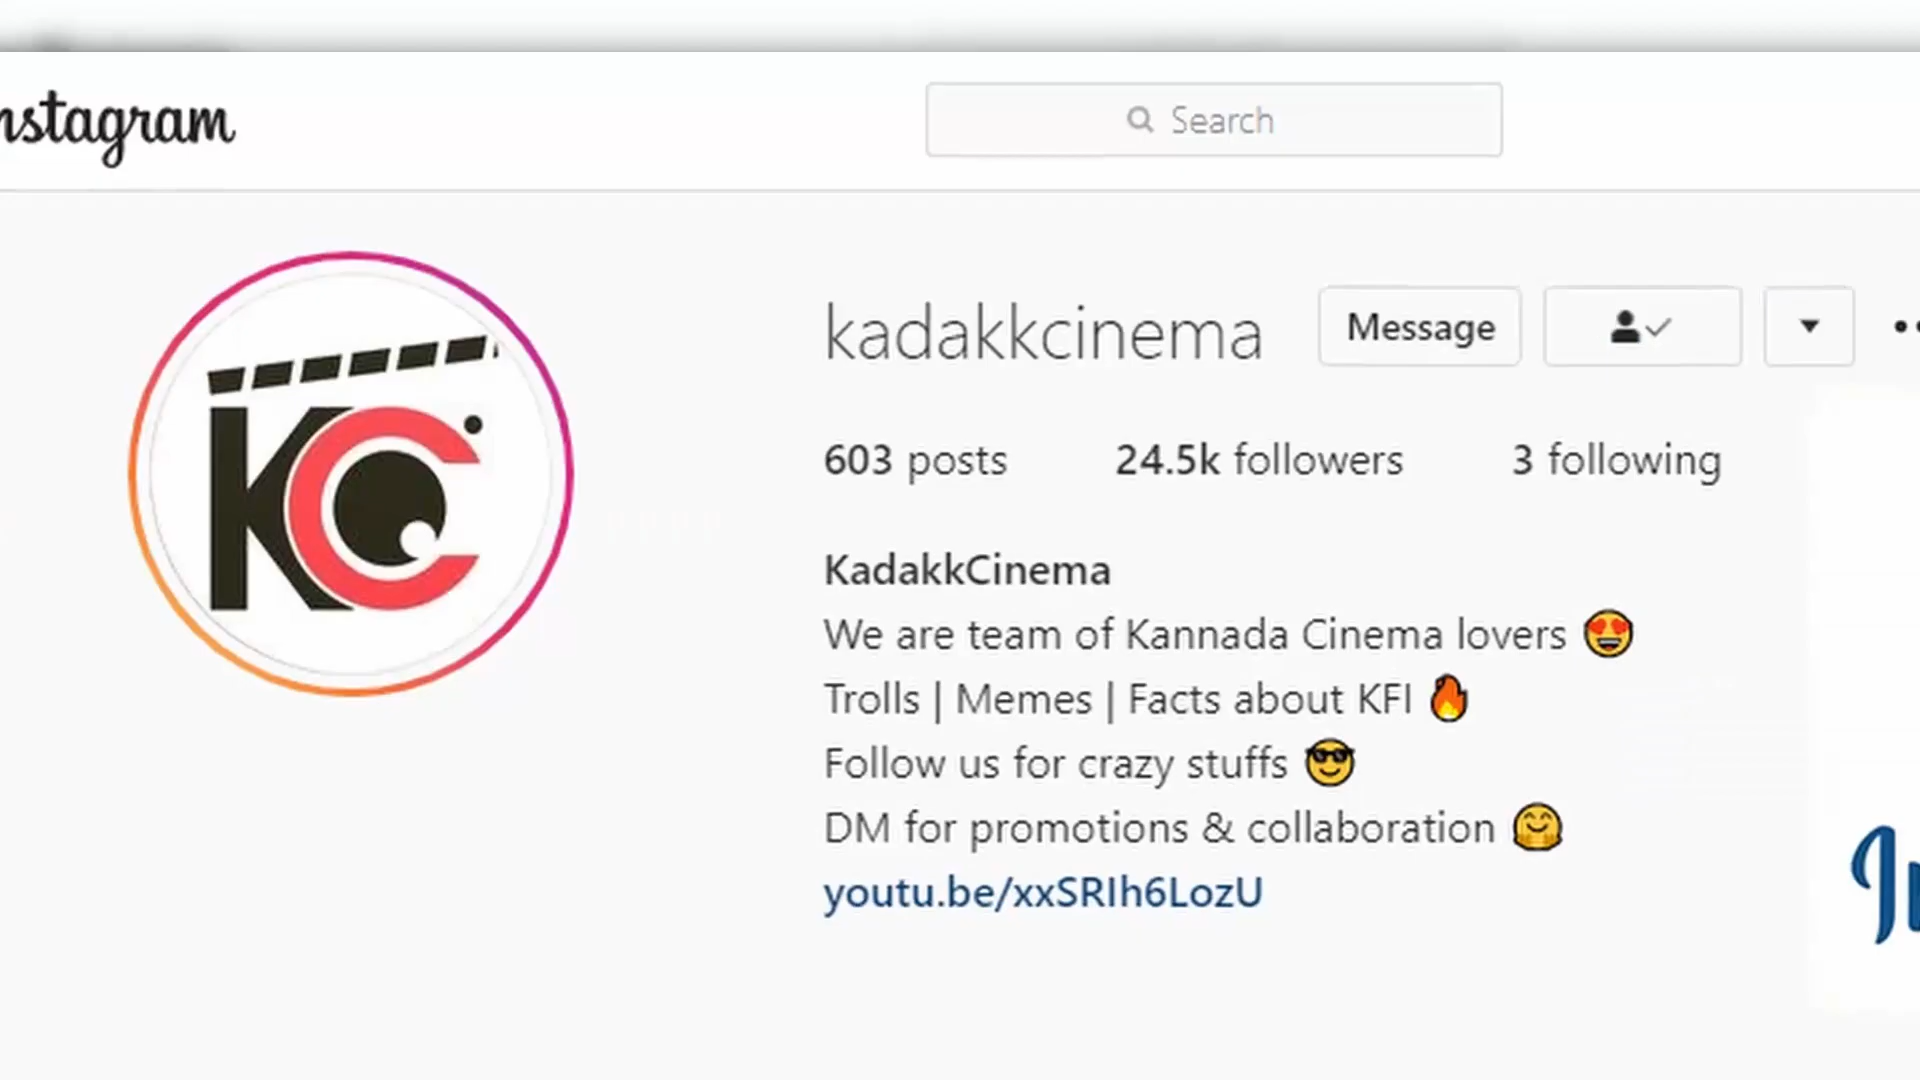 nstagram
Search
KC
kadakkcinema
Message
603 posts
24.5k followers
3 following
KadakkCinema
We are team of Kannada Cinema lovers 😍
Trolls | Memes | Facts about KFI 🔥
Follow us for crazy stuffs 😎
DM for promotions & collaboration 🤗
youtu.be/xxSRIh6LozU